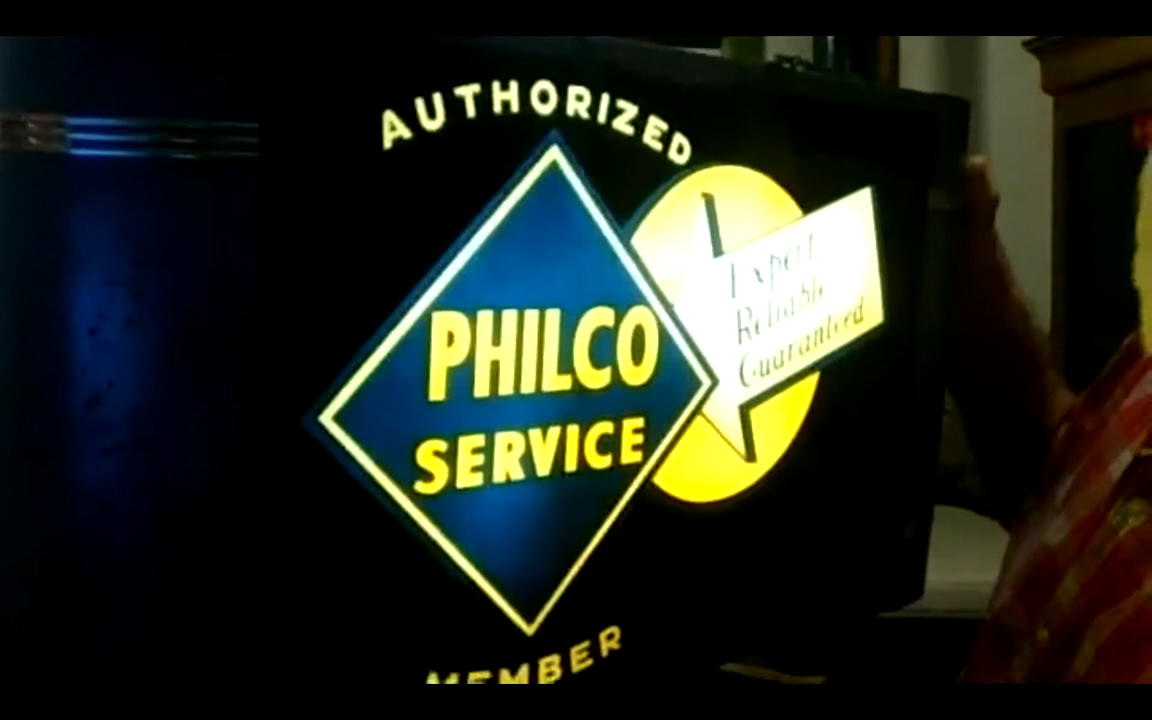 AUTHORIZED
PHILCO
SERVICE
Expert
Reliable
Guaranteed
MEMBER